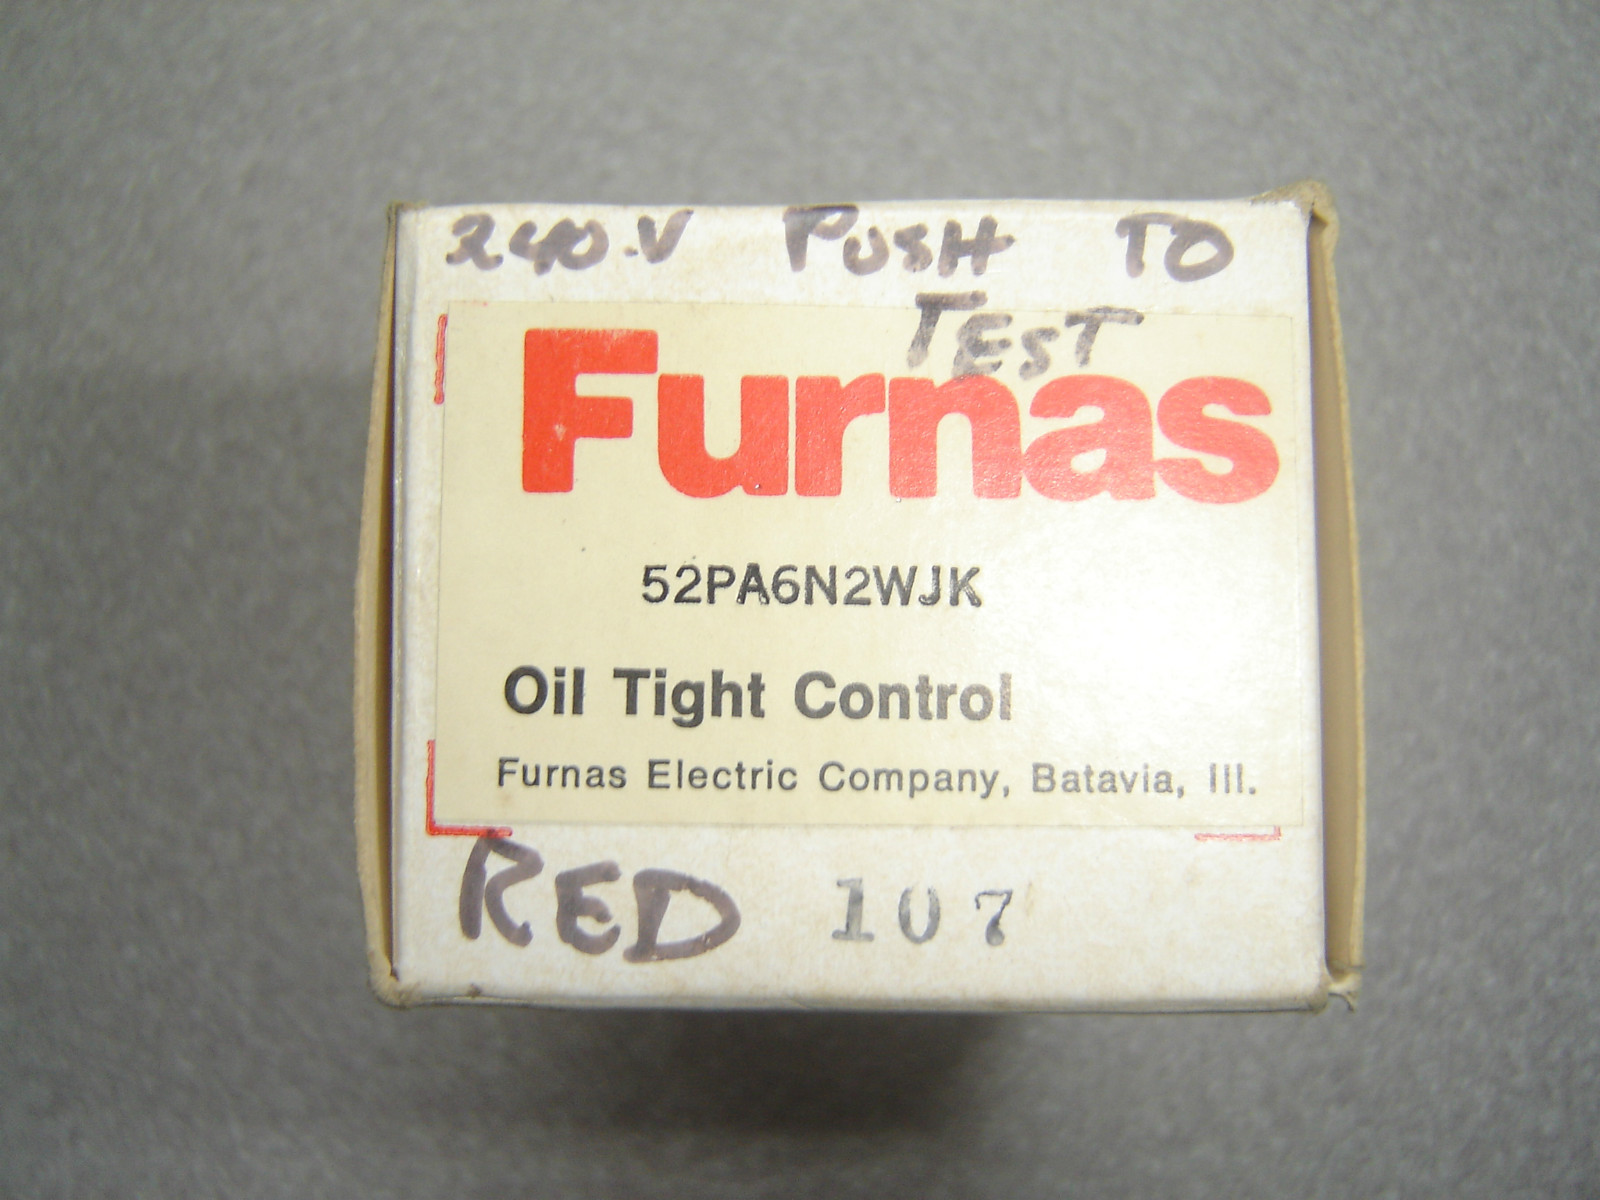 240.V PUSH TO
TEST
Furnas
52PA6N2WJK
Oil Tight Control
Furnas Electric Company, Batavia, Ill.
RED 107